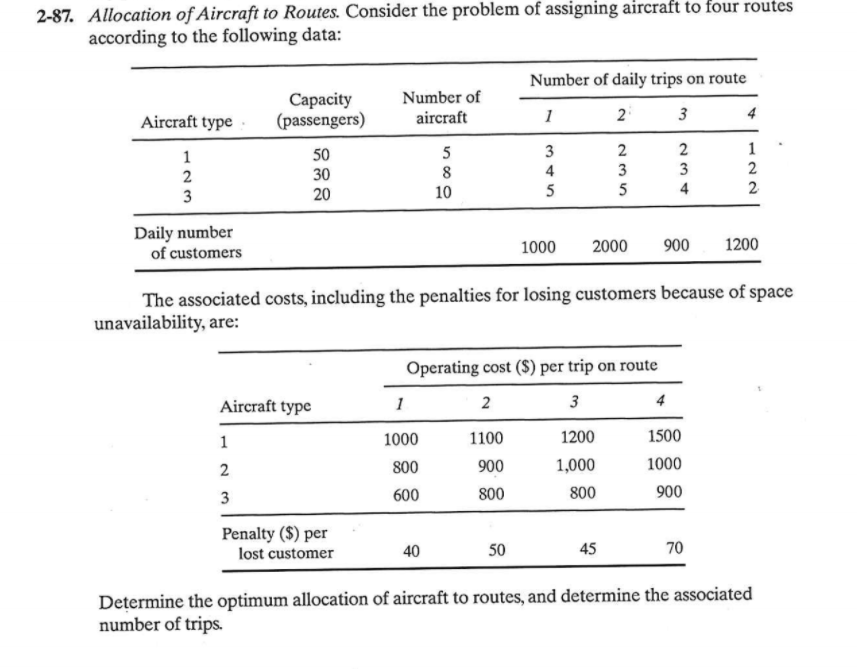 2-87. Allocation of Aircraft to Routes. Consider the problem of assigning aircraft to four routes
according to the following data:
Number of daily trips on route
Capacity Number of
Aircraft type (passengers) aircraft 1 2 3 4
1 50 5 3 2 2 1
2 30 8 4 3 3 2
3 20 10 5 5 4 2
Daily number
of customers 1000 2000 900 1200
The associated costs, including the penalties for losing customers because of space
unavailability, are:
Operating cost ($) per trip on route
Aircraft type 1 2 3 4
1 1000 1100 1200 1500
2 800 900 1,000 1000
3 600 800 800 900
Penalty ($) per
lost customer 40 50 45 70
Determine the optimum allocation of aircraft to routes, and determine the associated
number of trips.